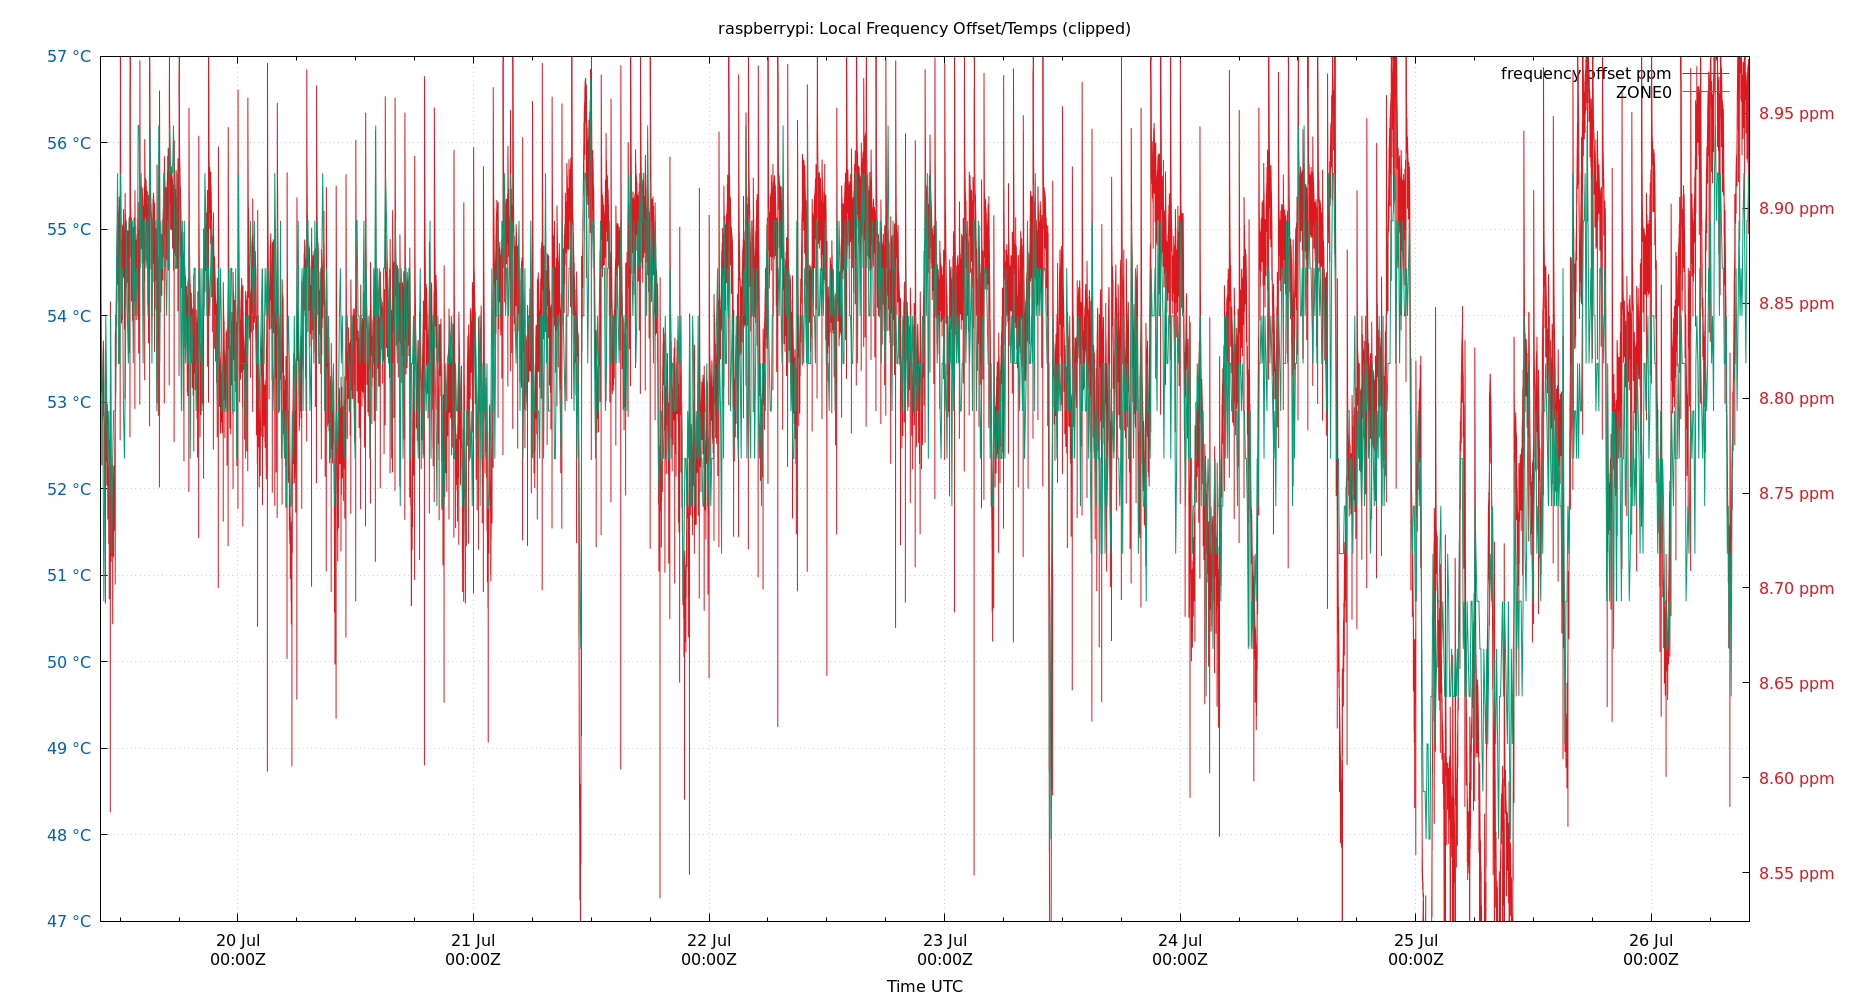 raspberrypi: Local Frequency Offset/Temps (clipped)
57 °C
56 °C
55 °C
54 °C
53 °C
52 °C
51 °C
50 °C
49 °C
48 °C
47 °C
frequency offset ppm
ZONE0
8.95 ppm
8.90 ppm
8.85 ppm
8.80 ppm
8.75 ppm
8.70 ppm
8.65 ppm
8.60 ppm
8.55 ppm
20 Jul
00:00Z
21 Jul
00:00Z
22 Jul
00:00Z
23 Jul
00:00Z
24 Jul
00:00Z
25 Jul
00:00Z
26 Jul
00:00Z
Time UTC